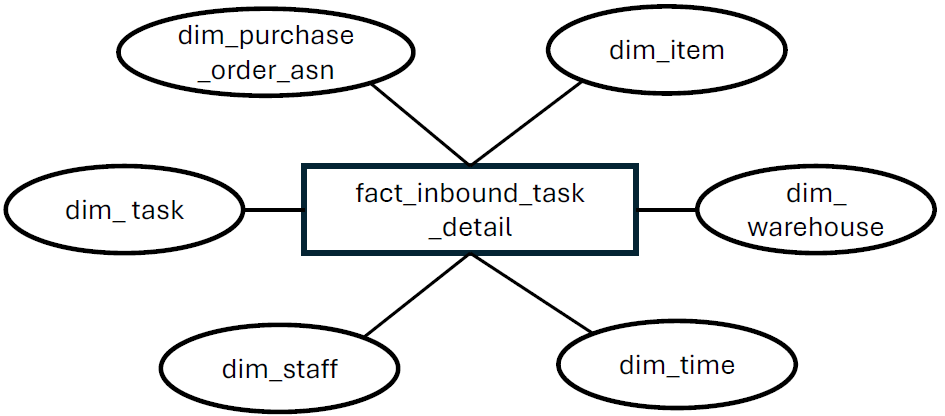 dim_purchase
_order_asn
dim_item
dim_ task
fact_inbound_task
_detail
dim_
warehouse
dim_staff
dim_time